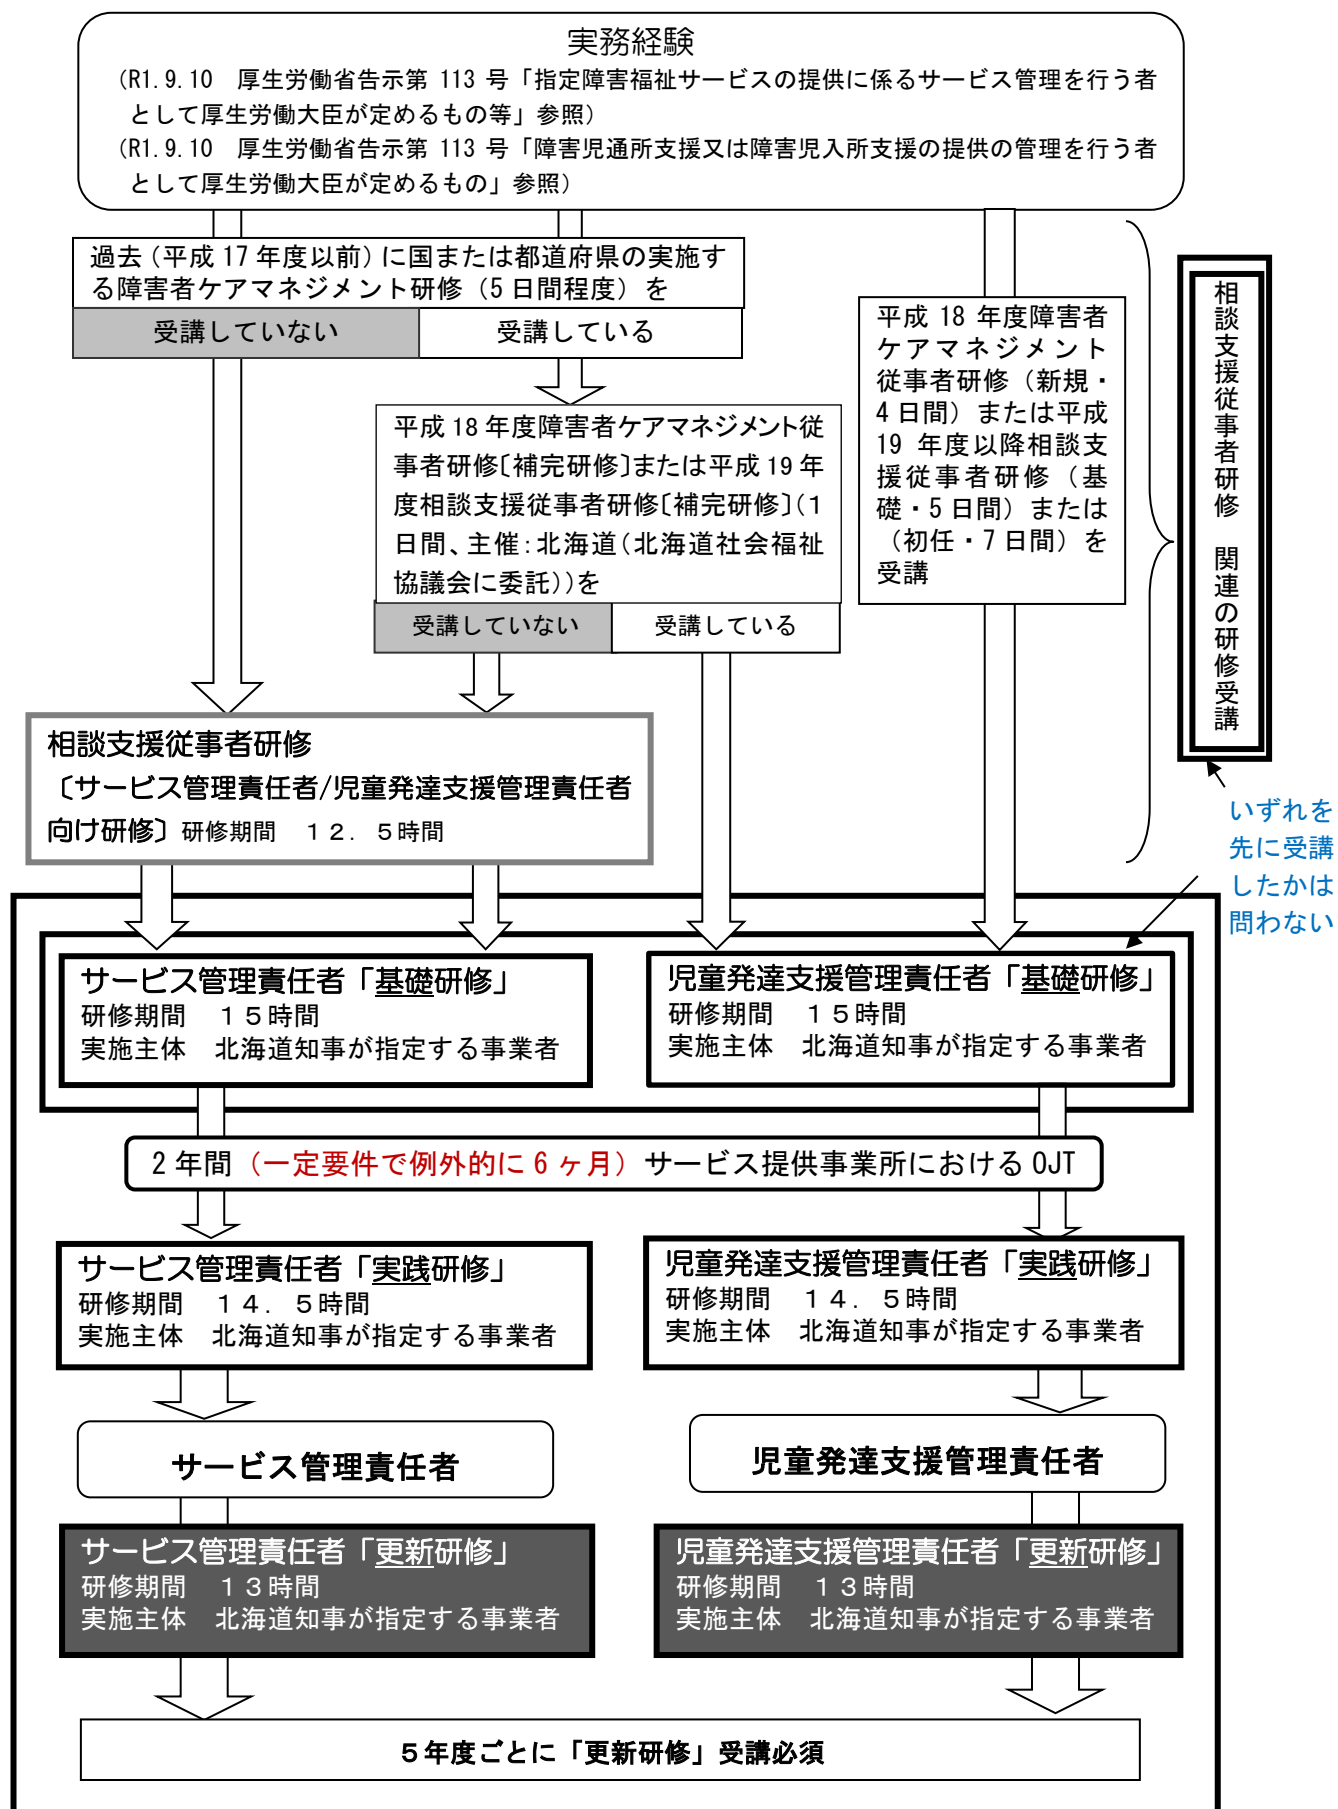 実務経験
（R1.9.10　厚生労働省告示第 113 号「指定障害福祉サービスの提供に係るサービス管理を行う者
として厚生労働大臣が定めるもの等」参照）
（R1.9.10　厚生労働省告示第 113 号「障害児通所支援又は障害児入所支援の提供の管理を行う者
として厚生労働大臣が定めるもの」参照）
過去（平成 17 年度以前）に国または都道府県の実施す
る障害者ケアマネジメント研修（5 日間程度）を
受講していない
受講している
平成 18 年度障害者ケアマネジメント従
事者研修〔補完研修〕または平成 19 年
度相談支援従事者研修〔補完研修〕（1
日間、主催：北海道（北海道社会福祉
協議会に委託））を
受講していない
受講している
平成 18 年度障害者
ケアマネジメント
従事者研修（新規・
4 日間）または平成
19 年度以降相談支
援従事者研修（基
礎・5 日間）または
（初任・7 日間）を
受講
相談支援従事者研修　関連の研修受講
いずれを
先に受講
したかは
問わない
相談支援従事者研修
〔サービス管理責任者/児童発達支援管理責任者
向け研修〕研修期間　１２．５時間
サービス管理責任者「基礎研修」
研修期間　１５時間
実施主体　北海道知事が指定する事業者
児童発達支援管理責任者「基礎研修」
研修期間　１５時間
実施主体　北海道知事が指定する事業者
2 年間（一定要件で例外的に 6 ヶ月）サービス提供事業所における OJT
サービス管理責任者「実践研修」
研修期間　１４．５時間
実施主体　北海道知事が指定する事業者
児童発達支援管理責任者「実践研修」
研修期間　１４．５時間
実施主体　北海道知事が指定する事業者
サービス管理責任者
児童発達支援管理責任者
サービス管理責任者「更新研修」
研修期間　１３時間
実施主体　北海道知事が指定する事業者
児童発達支援管理責任者「更新研修」
研修期間　１３時間
実施主体　北海道知事が指定する事業者
５年度ごとに「更新研修」受講必須